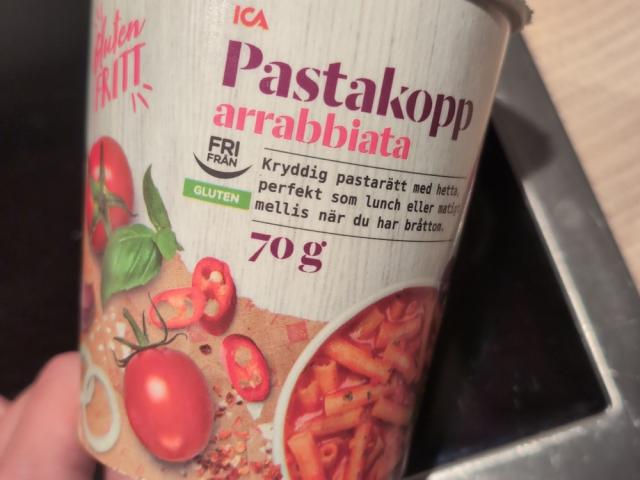 ICA
Gluten
FRITT
Pastakopp
arrabbiata
FRI
FRÅN
GLUTEN
Kryddig pastarätt med hetta,
perfekt som lunch eller
mellis när du har bråttom.
70 g